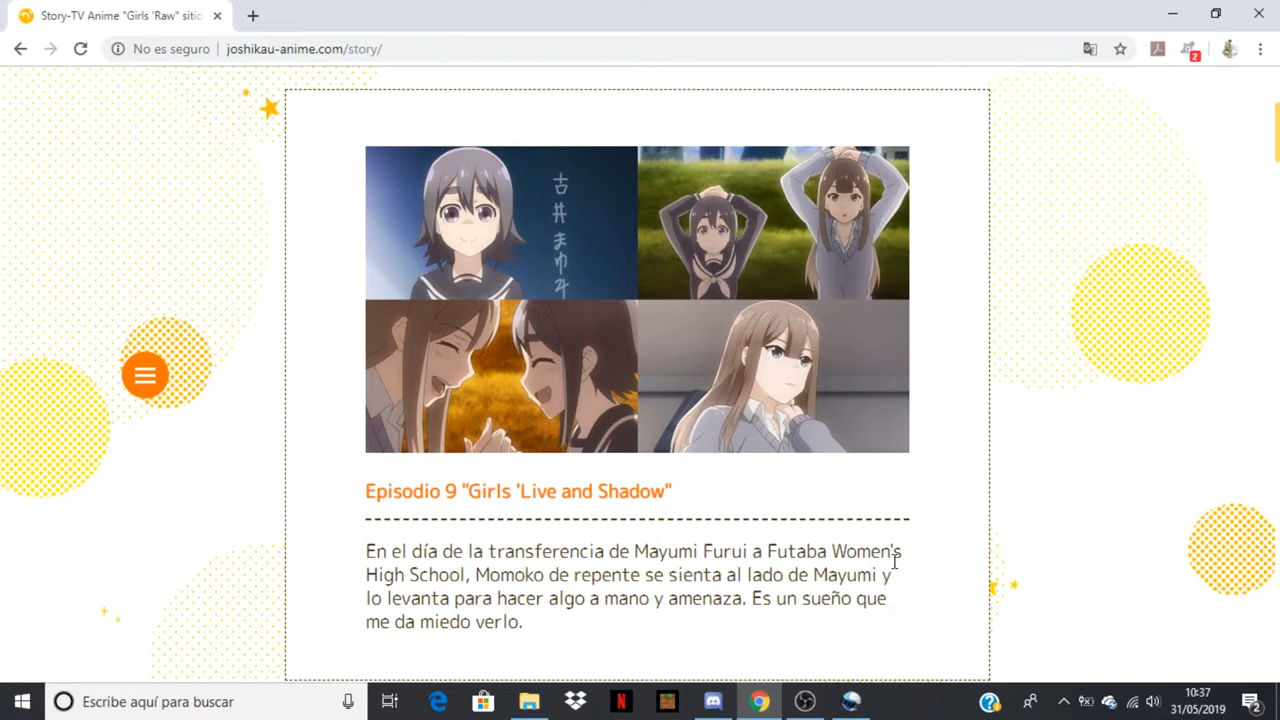 Story-TV Anime "Girls 'Raw" sitio
No es seguro
joshikau-anime.com/story/
2
古井まゆみ
Episodio 9 "Girls 'Live and Shadow"
En el día de la transferencia de Mayumi Furui a Futaba Women's
High School, Momoko de repente se sienta al lado de Mayumi y
lo levanta para hacer algo a mano y amenaza. Es un sueño que
me da miedo verlo.
Escribe aquí para buscar
10:37
31/05/2019
2